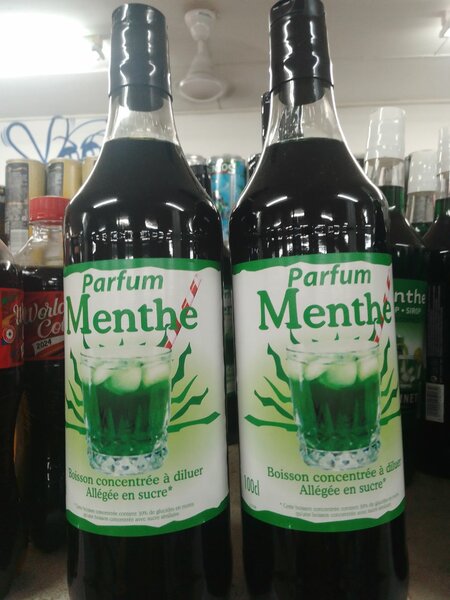 Parfum
Menthe
Boisson concentrée à diluer
Allégée en sucre*
Parfum
Menthe
Boisson concentrée à diluer
Allégée en sucre*
100cl
World
Co
2024
nthe
SIROP